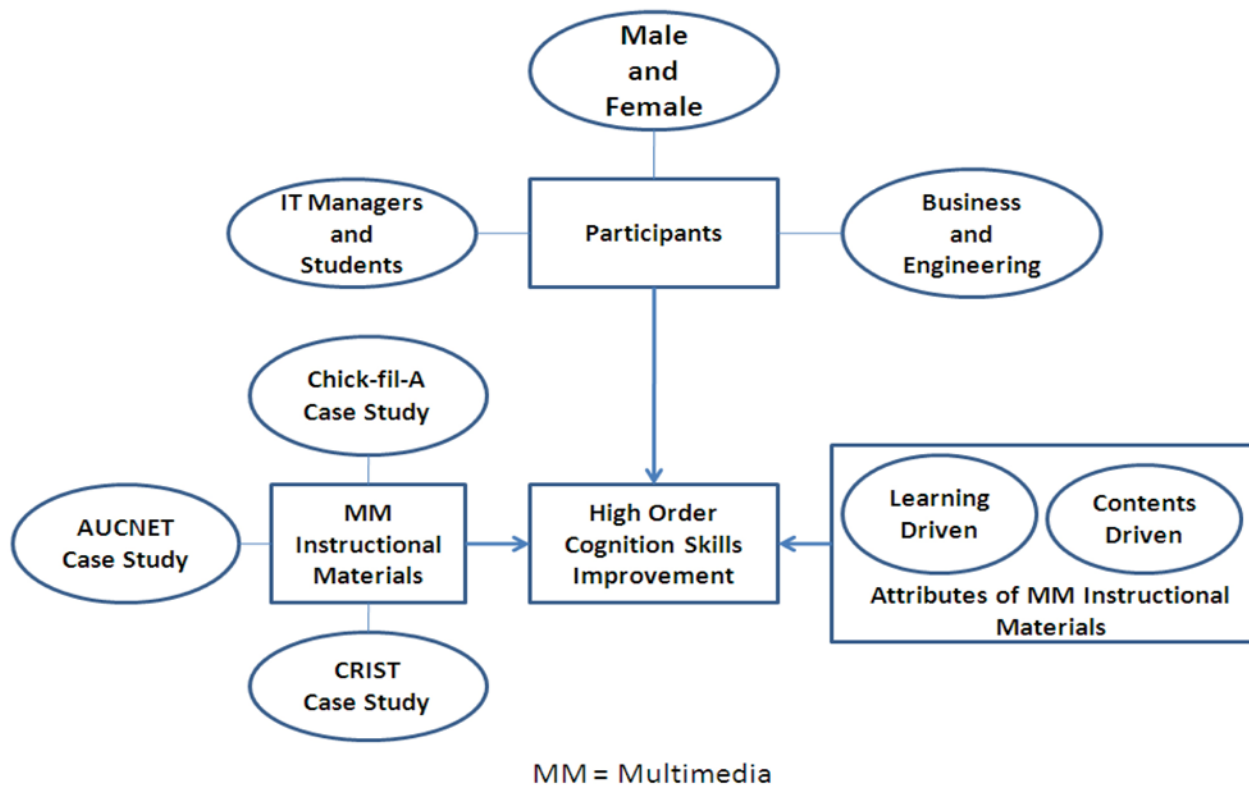 Male
and
Female
IT Managers
and
Students
Participants
Business
and
Engineering
Chick-fil-A
Case Study
AUCNET
Case Study
MM
Instructional
Materials
High Order
Cognition Skills
Improvement
Learning
Driven
Contents
Driven
Attributes of MM Instructional
Materials
CRIST
Case Study
MM = Multimedia